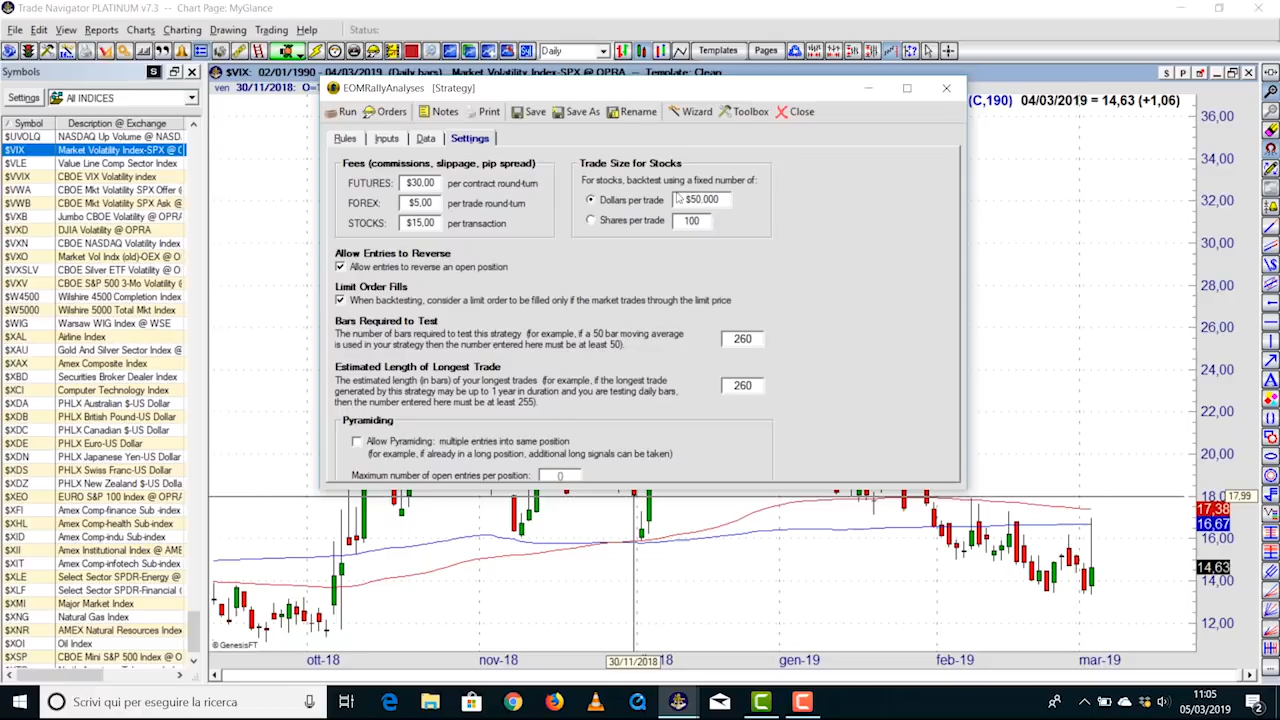 Trade Navigator PLATINUM v7.3 -- Chart Page: MyGlance
File Edit View Reports Charts Charting Drawing Trading Help Status:
Daily Templates Pages
Symbols S
$VIX: 02/01/1990 - 04/03/2019 (Daily bars) Market Volatility Index-SPX @ OPRA -- Template: Clean
S P
Settings All INDICES
Symbol Description @ Exchange
$UVOLQ NASDAQ Up Volume @ NASD.
$VIX Market Volatility Index-SPX @ C
$VLE Value Line Comp Sector Index
$VVIX CBOE VIX Volatility index
$VWA CBOE Mkt Volatility SPX Offer @
$VWB CBOE Mkt Volatility SPX Ask @
$VXB Jumbo CBOE Volatility Index
$VXD DJIA Volatility @ OPRA
$VXN CBOE NASDAQ Volatility Index
$VXO Market Vol Indx (old)-OEX @ OP
$VXSLV CBOE Silver ETF Volatility @ O
$VXV CBOE S&P 500 3-Mo Volatility @
$W4500 Wilshire 4500 Completion Index
$W5000 Wilshire 5000 Total Mkt Index
$WIG Warsaw WIG Index @ WSE
$XAL Airline Index
$XAU Gold And Silver Sector Index @
$XAX Amex Composite Index
$XBD Securities Broker Dealer Index
$XCI Computer Technology Index
$XDA PHLX Australian $-US Dollar
$XDB PHLX British Pound-US Dollar
$XDC PHLX Canadian $-US Dollar
$XDE PHLX Euro-US Dollar
$XDN PHLX Japanese Yen-US Dollar
$XDS PHLX Swiss Franc-US Dollar
$XDZ PHLX New Zealand $-US Dollar
$XEO EURO S&P 100 Index @ OPRA
$XFI Amex Comp-finance Sub -index
$XHL Amex Comp-health Sub-index
$XID Amex Comp-indu Sub-index
$XII Amex Institutional Index @ AME
$XIT Amex Comp-infotech Sub-index
$XLE Select Sector SPDR-Energy @
$XLF Select Sector SPDR-Financial
$XMI Major Market Index
$XNG Natural Gas Index
$XNR AMEX Natural Resources Index
$XOI Oil Index
$XSP CBOE Mini S&P 500 Index @ O
ven 30/11/2018 O=1
(C,190) 04/03/2019 = 14,63 (+1,06)
EOMRallyAnalyses [Strategy]
Run Orders Notes Print Save Save As Rename Wizard Toolbox Close
Rules Inputs Data Settings
Fees (commissions, slippage, pip spread)
FUTURES: $30,00 per contract round-turn
FOREX: $5,00 per trade round-turn
STOCKS: $15,00 per transaction
Trade Size for Stocks
For stocks, backtest using a fixed number of:
Dollars per trade $50.000
Shares per trade 100
Allow Entries to Reverse
Allow entries to reverse an open position
Limit Order Fills
When backtesting, consider a limit order to be filled only if the market trades through the limit price
Bars Required to Test
The number of bars required to test this strategy (for example, if a 50 bar moving average
is used in your strategy then the number entered here must be at least 50).
260
Estimated Length of Longest Trade
The estimated length (in bars) of your longest trades (for example, if the longest trade
generated by this strategy may be up to 1 year in duration and you are testing daily bars,
then the number entered here must be at least 255).
260
Pyramiding
Allow Pyramiding: multiple entries into same position
(for example, if already in a long position, additional long signals can be taken)
Maximum number of open entries per position: 0
36,00
34,00
32,00
30,00
28,00
26,00
24,00
22,00
20,00
18,0 17,99
17,38
16,67
16,00
14,63
14,00
12,00
© GenesisFT
ott-18 nov-18 30/11/2018 18 gen-19 feb-19 mar-19
Scrivi qui per eseguire la ricerca
11:05
05/03/2019
2